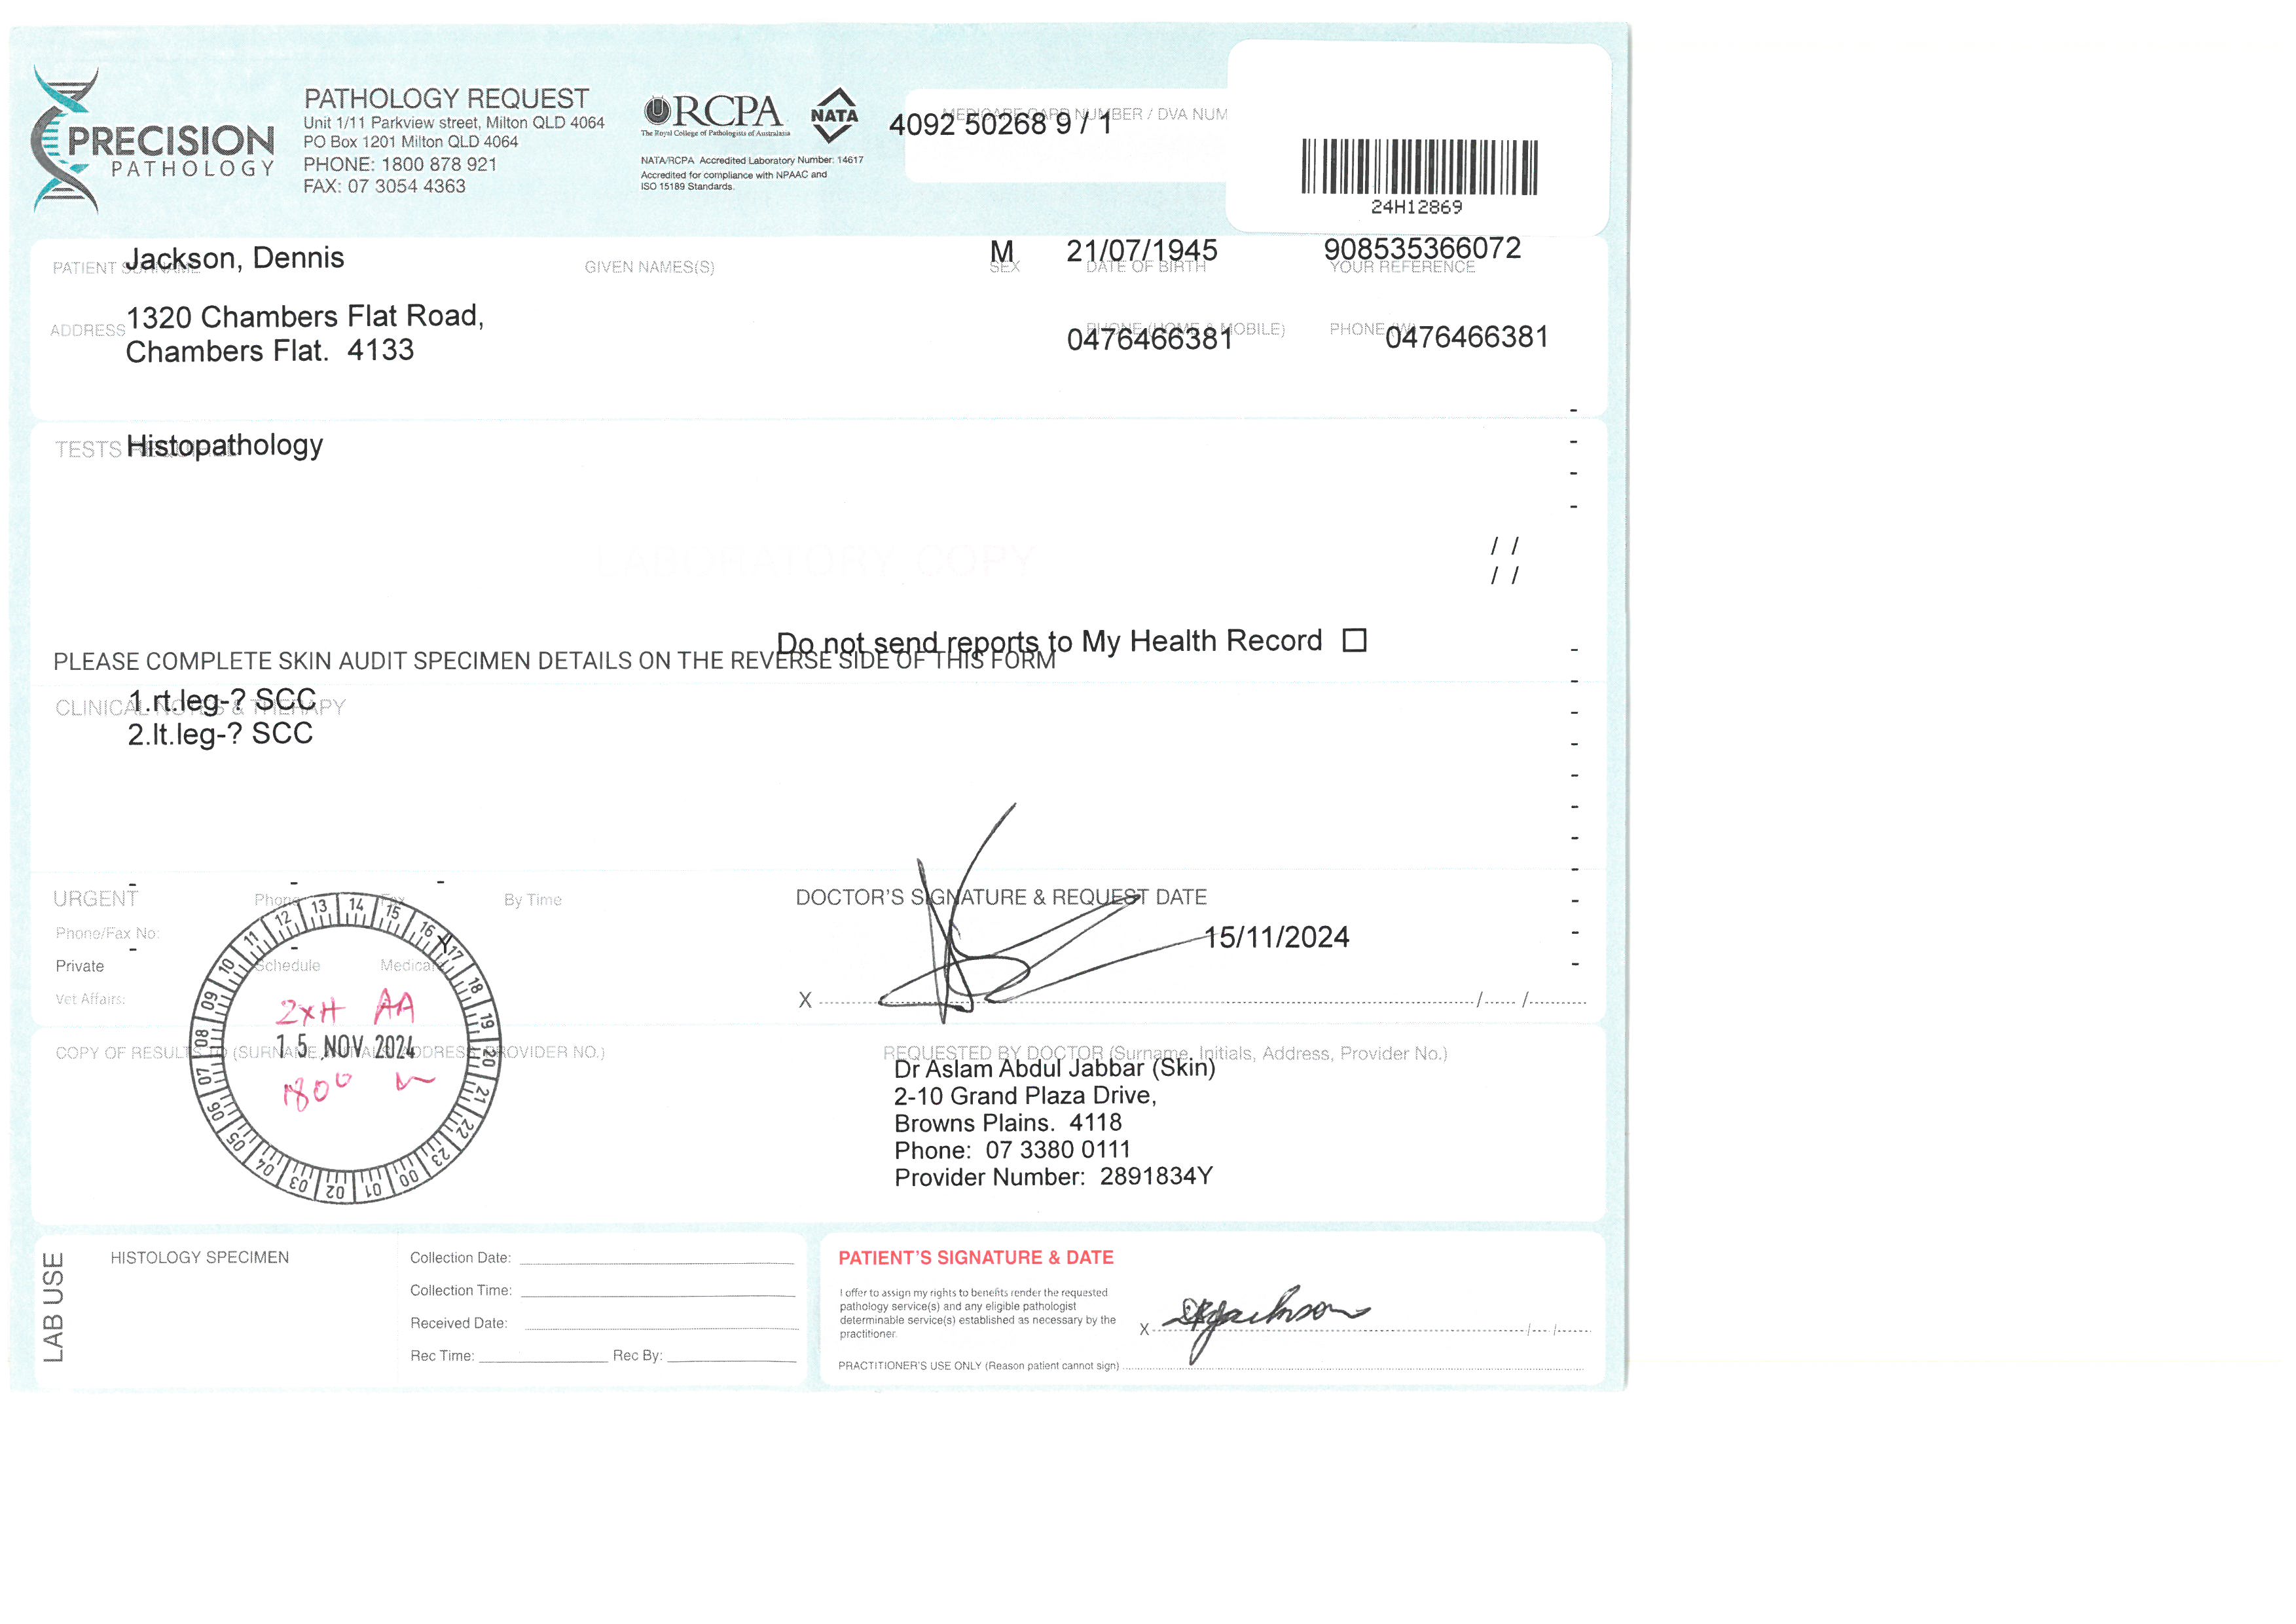 PRECISION
PATHOLOGY
PATHOLOGY REQUEST
Unit 1/11 Parkview street, Milton QLD 4064
PO Box 1201 Milton QLD 4064
PHONE: 1800 878 921
FAX: 07 3054 4363
RCPA
The Royal College of Pathologists of Australasia
NATA
NATA/RCPA Accredited Laboratory Number: 14617
Accredited for compliance with NPAAC and
ISO 15189 Standards.
MEDICARE CARD NUMBER / DVA NUM
4092 50268 9 / 1
24H12869
PATIENT SURNAME Jackson, Dennis
GIVEN NAMES(S)
M
SEX
21/07/1945
DATE OF BIRTH
908535366072
YOUR REFERENCE
ADDRESS 1320 Chambers Flat Road,
Chambers Flat. 4133
PHONE (HOME & MOBILE)
0476466381
PHONE (W)
0476466381
TESTS REQUIRED Histopathology
LABORATORY COPY
/ /
/ /
Do not send reports to My Health Record
PLEASE COMPLETE SKIN AUDIT SPECIMEN DETAILS ON THE REVERSE SIDE OF THIS FORM
CLINICAL NOTES & THERAPY
1.rt.leg-? SCC
2.lt.leg-? SCC
URGENT Phone Fax By Time
Phone/Fax No:
Private Schedule Medicare
Vet Affairs:
DOCTOR'S SIGNATURE & REQUEST DATE
15/11/2024
X / /
12 13 14 15 16 17 18 19 20 21 22 23 00 01 02 03 04 05 06 07 08 09 10 11
2xH AA
15 NOV 2024
1800
COPY OF RESULTS TO (SURNAME, INITIALS, ADDRESS, PROVIDER NO.)
REQUESTED BY DOCTOR (Surname, Initials, Address, Provider No.)
Dr Aslam Abdul Jabbar (Skin)
2-10 Grand Plaza Drive,
Browns Plains. 4118
Phone: 07 3380 0111
Provider Number: 2891834Y
LAB USE
HISTOLOGY SPECIMEN
Collection Date:
Collection Time:
Received Date:
Rec Time: Rec By:
PATIENT'S SIGNATURE & DATE
I offer to assign my rights to benefits render the requested
pathology service(s) and any eligible pathologist
determinable service(s) established as necessary by the
practitioner.
X / /
PRACTITIONER'S USE ONLY (Reason patient cannot sign)